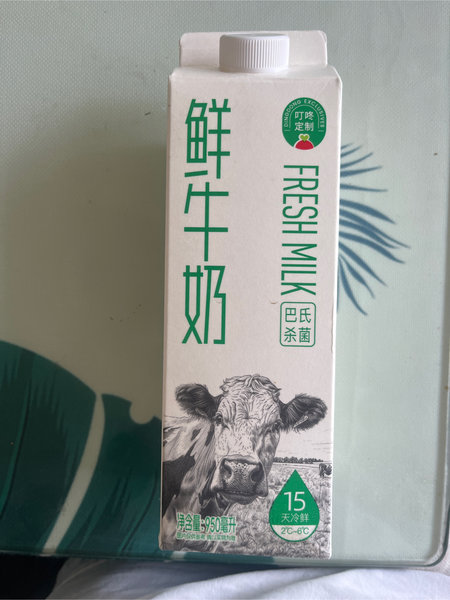 DINGDONG EXCLUSIVES
叮咚
定制
鲜牛奶
FRESH MILK
巴氏
杀菌
15
天冷鲜
2℃-6℃
净含量:950毫升